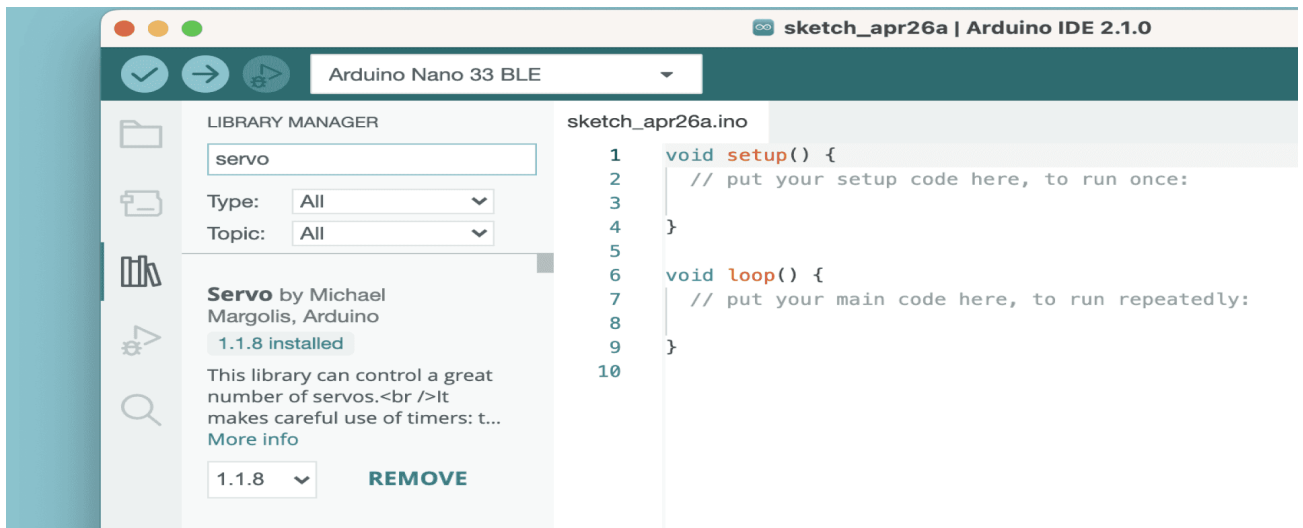 sketch_apr26a | Arduino IDE 2.1.0
Arduino Nano 33 BLE
LIBRARY MANAGER
servo
Type: All
Topic: All
Servo by Michael
Margolis, Arduino
1.1.8 installed
This library can control a great
number of servos.<br />It
makes careful use of timers: t...
More info
1.1.8 REMOVE
sketch_apr26a.ino
1 void setup() {
2 // put your setup code here, to run once:
3
4 }
5
6 void loop() {
7 // put your main code here, to run repeatedly:
8
9 }
10